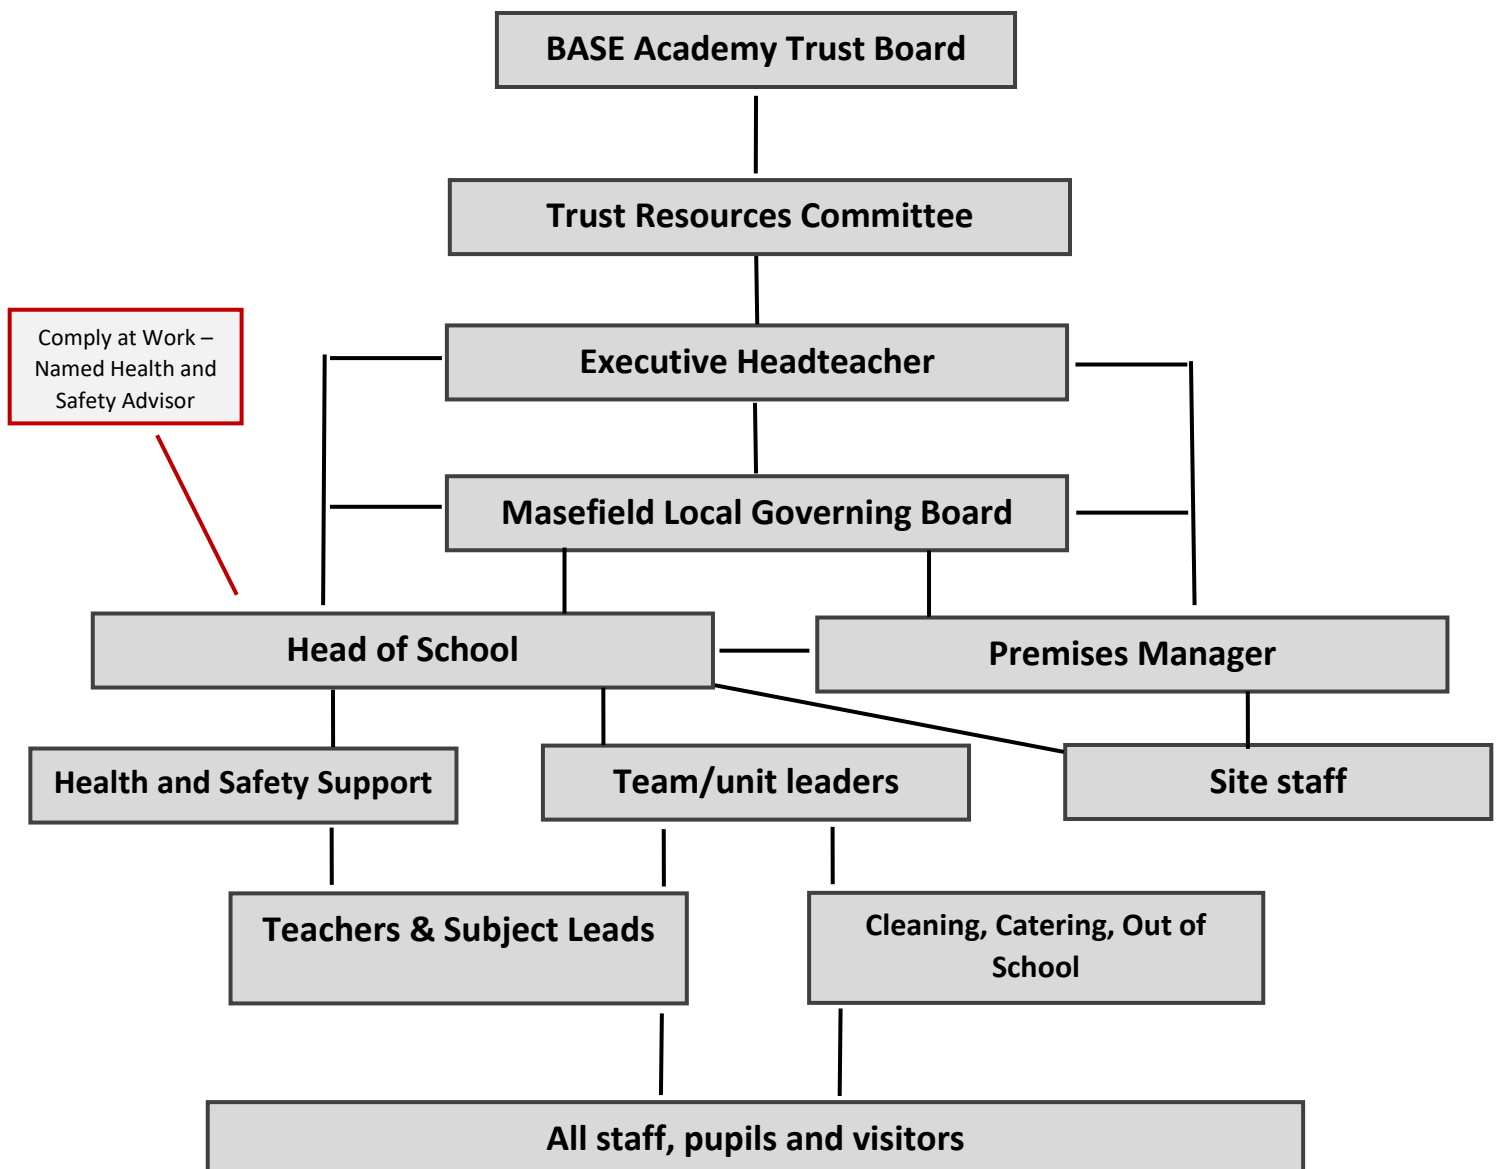 BASE Academy Trust Board
Trust Resources Committee
Comply at Work –
Named Health and
Safety Advisor
Executive Headteacher
Masefield Local Governing Board
Head of School
Premises Manager
Health and Safety Support
Team/unit leaders
Site staff
Teachers & Subject Leads
Cleaning, Catering, Out of
School
All staff, pupils and visitors